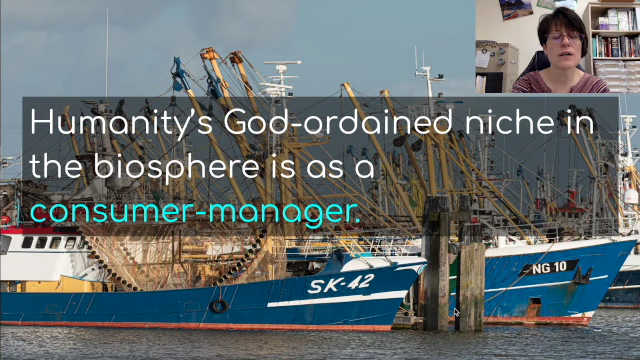 Humanity's God-ordained niche in
the biosphere is as a
consumer-manager.
SK-42
NG 10